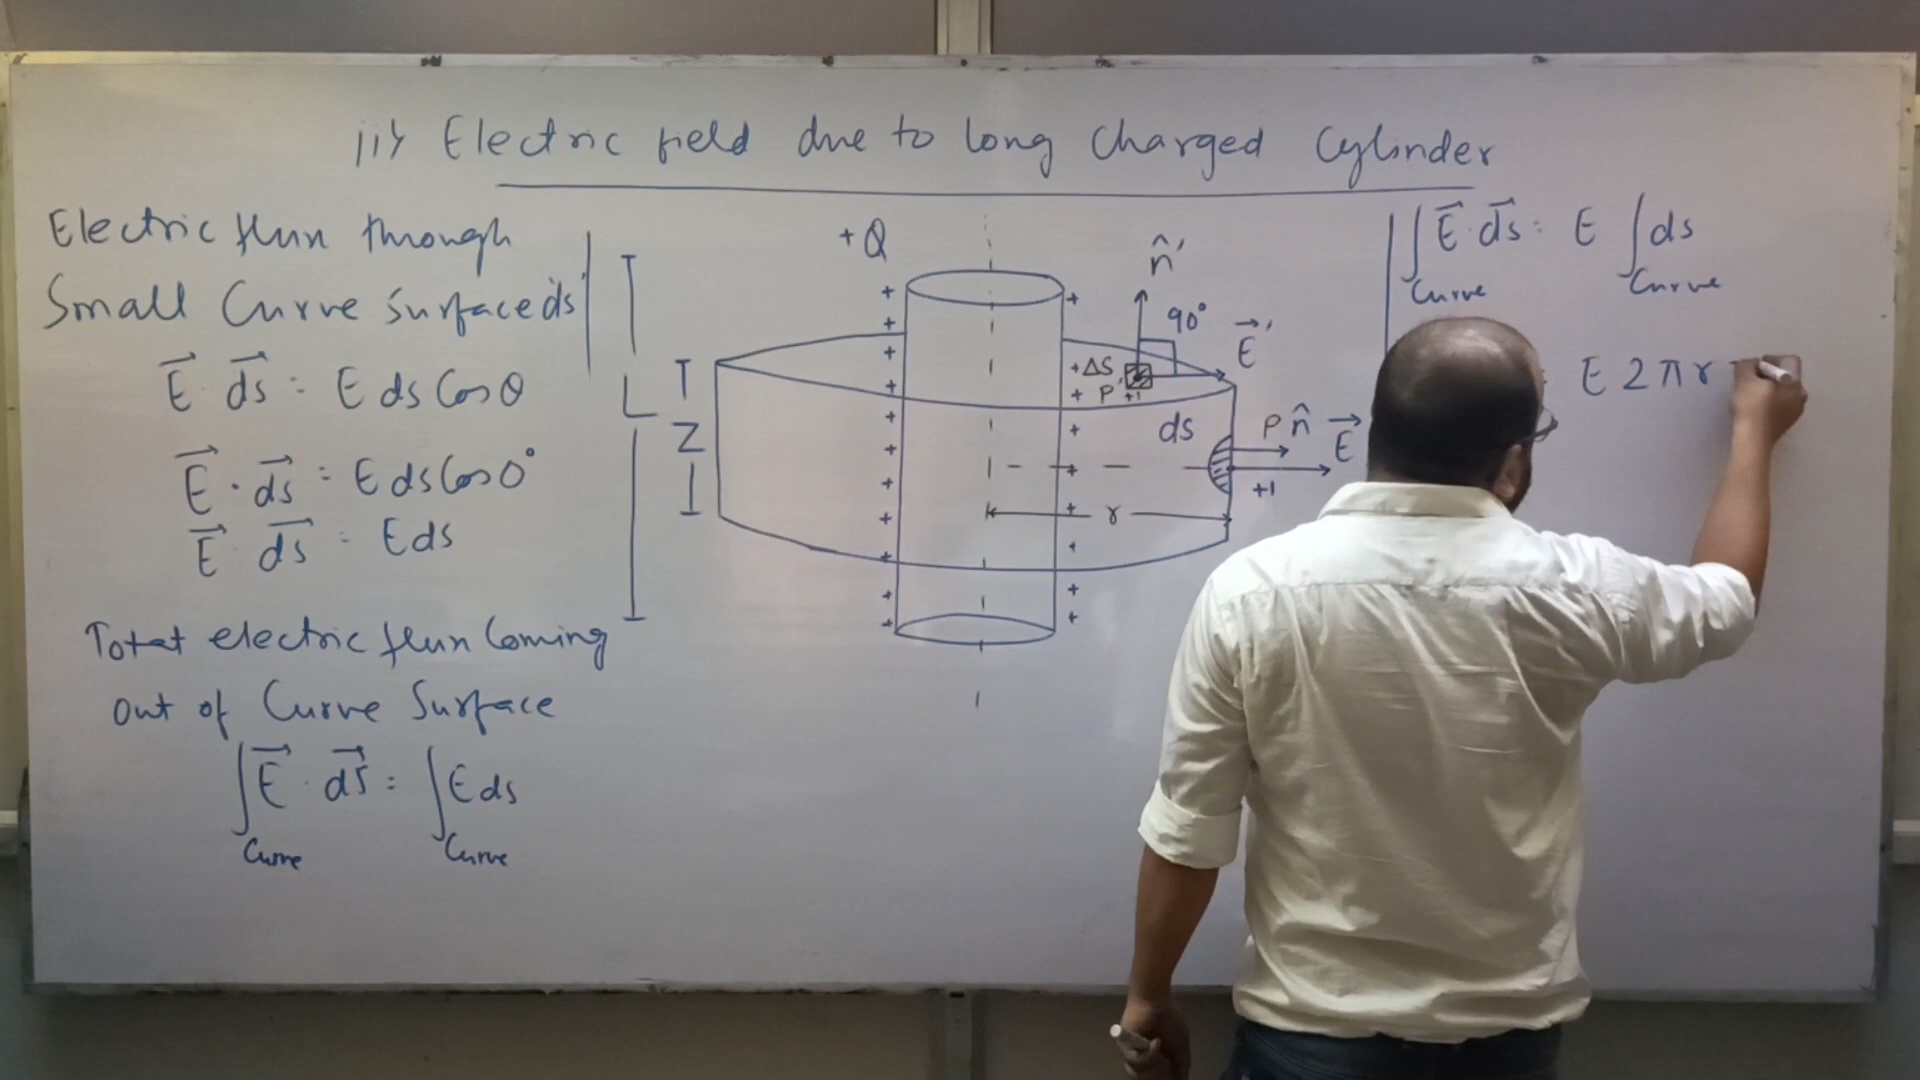 iii) Electric field due to long Charged Cylinder
Electric flux through
Small Curve Surface ds
E⃗ · ds⃗ = E ds Cos θ
E⃗ · ds⃗ = E ds Cos 0°
E⃗ · ds⃗ = E ds
Total electric flux Coming
out of Curve Surface
∫ E⃗ · ds⃗ = ∫ E ds
Curve Curve
+Q
L
Z
n̂'
90°
E⃗'
ΔS
P'
+1
ds
P n̂ E⃗
+1
r
∫ E⃗ · ds⃗ = E ∫ ds
Curve Curve
= E 2 π r